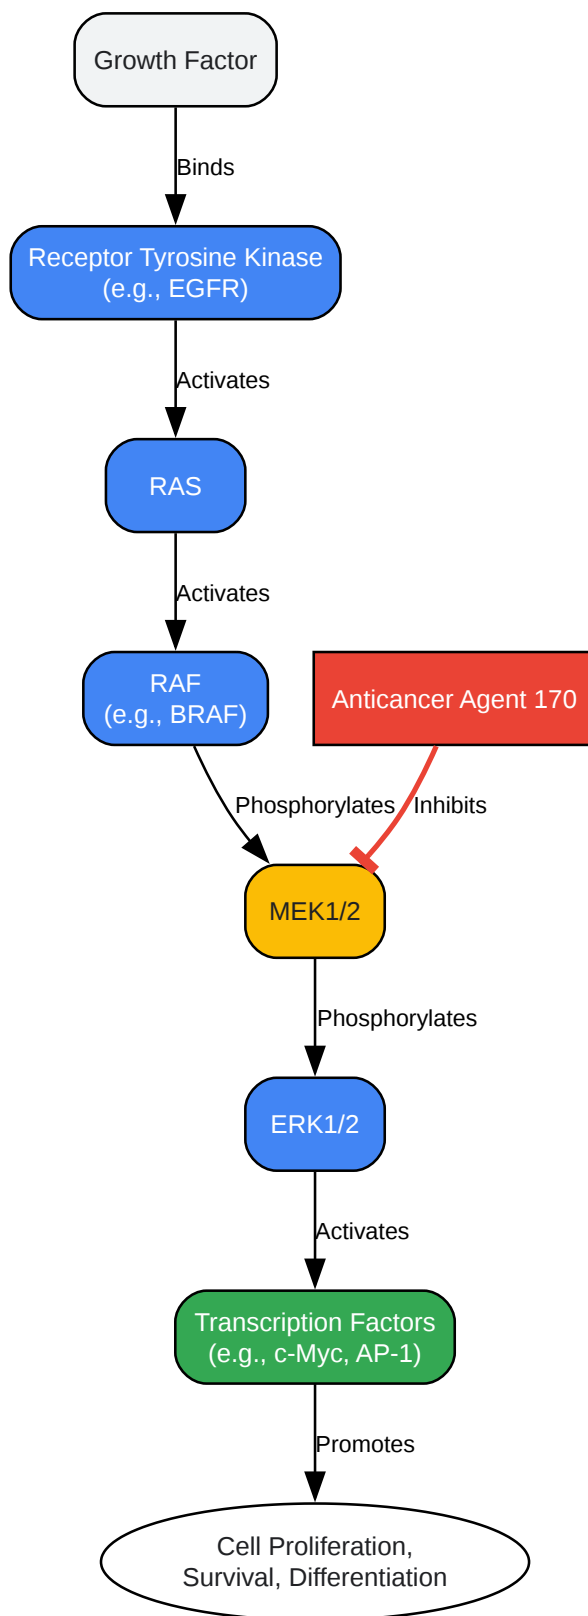 Growth Factor
Binds
Receptor Tyrosine Kinase
(e.g., EGFR)
Activates
RAS
Activates
RAF
(e.g., BRAF)
Anticancer Agent 170
Phosphorylates
Inhibits
MEK1/2
Phosphorylates
ERK1/2
Activates
Transcription Factors
(e.g., c-Myc, AP-1)
Promotes
Cell Proliferation,
Survival, Differentiation